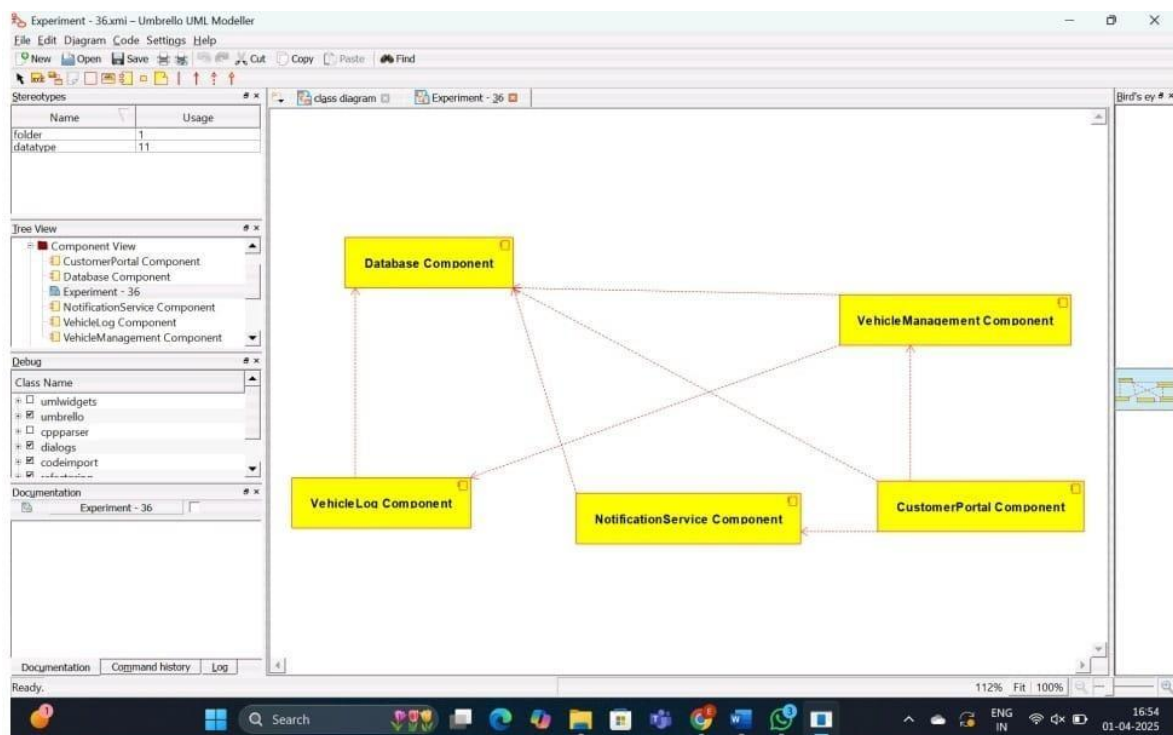 Experiment - 36.xmi – Umbrello UML Modeller
File Edit Diagram Code Settings Help
New Open Save Cut Copy Paste Find
Stereotypes
Name Usage
folder 1
datatype 11
Tree View
Component View
CustomerPortal Component
Database Component
Experiment - 36
NotificationService Component
VehicleLog Component
VehicleManagement Component
Debug
Class Name
umlwidgets
umbrello
cppparser
dialogs
codeimport
Documentation
Experiment - 36
Documentation Command history Log
Ready.
class diagram Experiment - 36
Bird's ey
Database Component
VehicleManagement Component
VehicleLog Component
NotificationService Component
CustomerPortal Component
112% Fit 100%
Search
ENG
IN
16:54
01-04-2025